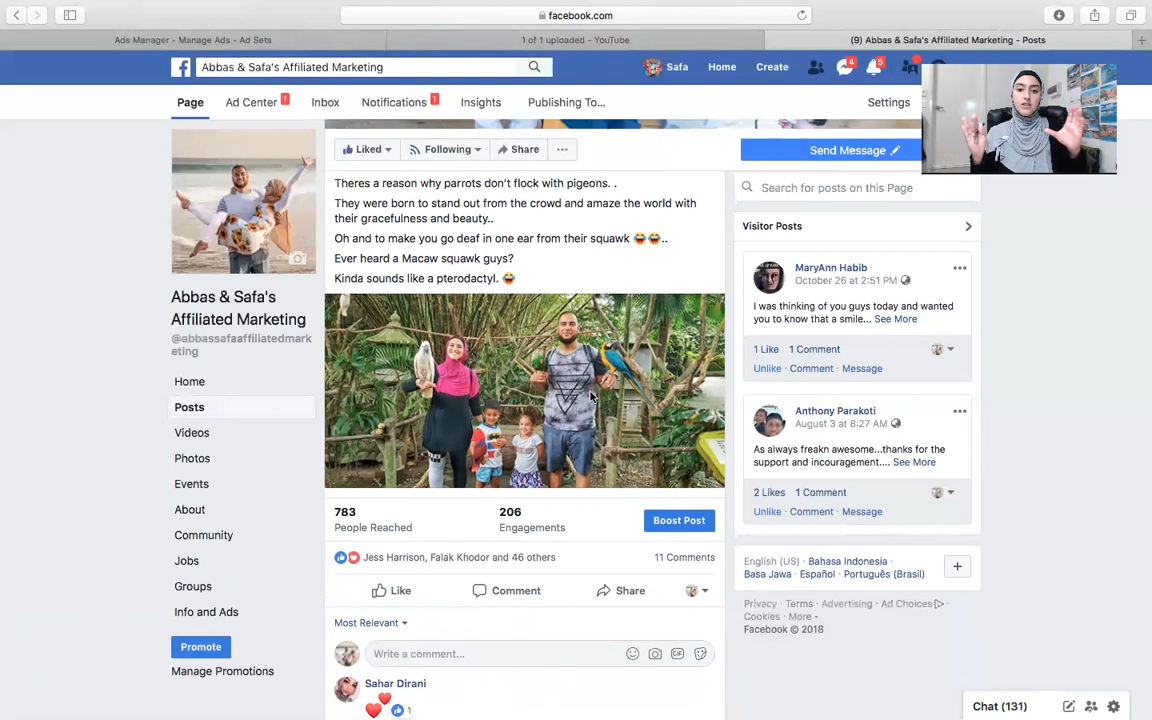 facebook.com
Ads Manager - Manage Ads - Ad Sets
1 of 1 uploaded - YouTube
(9) Abbas & Safa's Affiliated Marketing - Posts
Abbas & Safa's Affiliated Marketing
Safa
Home
Create
4
5
Page
Ad Center
1
Inbox
Notifications
1
Insights
Publishing To...
Settings
Liked
Following
Share
Send Message
Theres a reason why parrots don't flock with pigeons. .
They were born to stand out from the crowd and amaze the world with
their gracefulness and beauty..
Oh and to make you go deaf in one ear from their squawk 😂😂..
Ever heard a Macaw squawk guys?
Kinda sounds like a pterodactyl. 😂
783
People Reached
206
Engagements
Boost Post
Jess Harrison, Falak Khodor and 46 others
11 Comments
Like
Comment
Share
Most Relevant
Write a comment...
GIF
Sahar Dirani
1
Abbas & Safa's
Affiliated Marketing
@abbassafaaffiliatedmark
eting
Home
Posts
Videos
Photos
Events
About
Community
Jobs
Groups
Info and Ads
Promote
Manage Promotions
Search for posts on this Page
Visitor Posts
MaryAnn Habib
October 26 at 2:51 PM
I was thinking of you guys today and wanted
you to know that a smile... See More
1 Like 1 Comment
Unlike · Comment · Message
Anthony Parakoti
August 3 at 8:27 AM
As always freakn awesome...thanks for the
support and incouragement.... See More
2 Likes 1 Comment
Unlike · Comment · Message
English (US) · Bahasa Indonesia ·
Basa Jawa · Español · Português (Brasil)
Privacy · Terms · Advertising · Ad Choices ·
Cookies · More
Facebook © 2018
Chat (131)